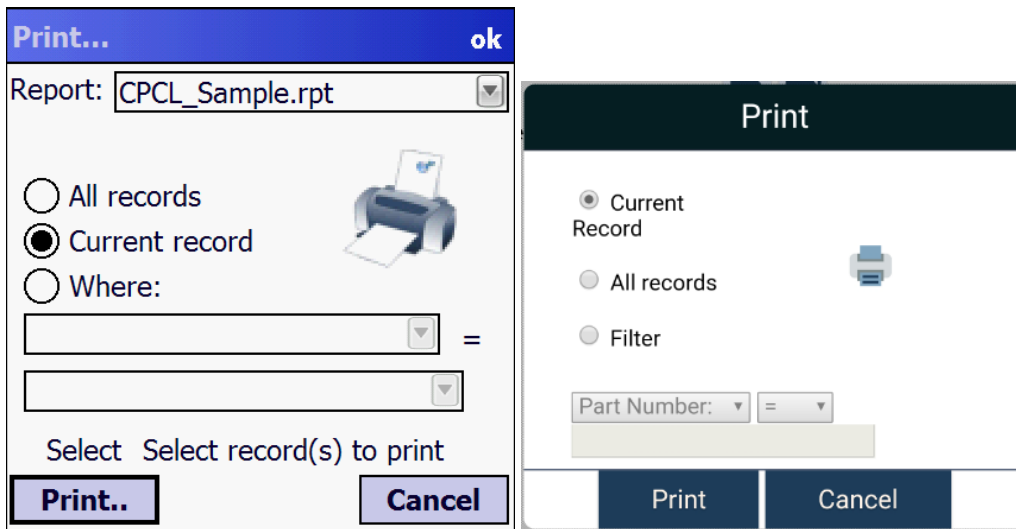 Print... ok
Report: CPCL_Sample.rpt
All records
Current record
Where:
=
Select Select record(s) to print
Print.. Cancel
Print
Current
Record
All records
Filter
Part Number: =
Print Cancel